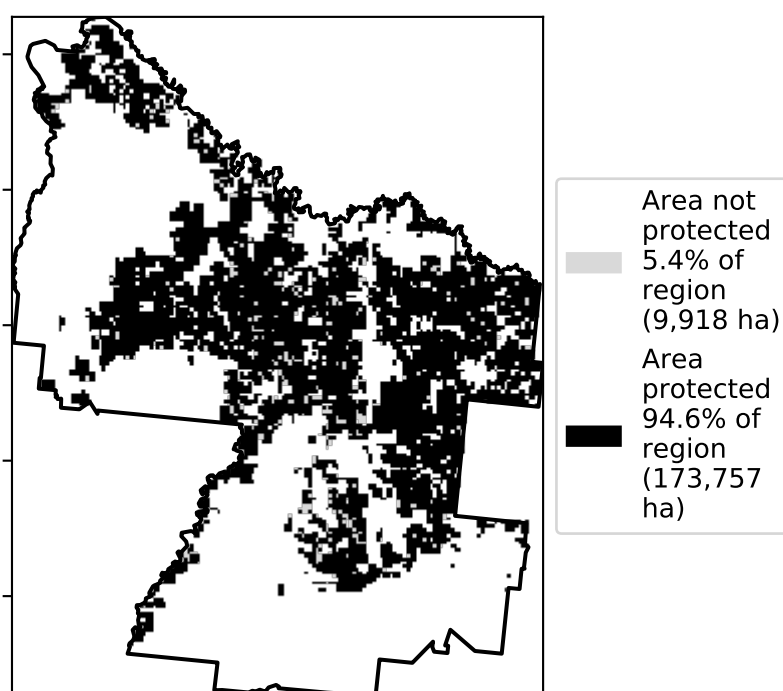 Area not
protected
5.4% of
region
(9,918 ha)
Area
protected
94.6% of
region
(173,757
ha)